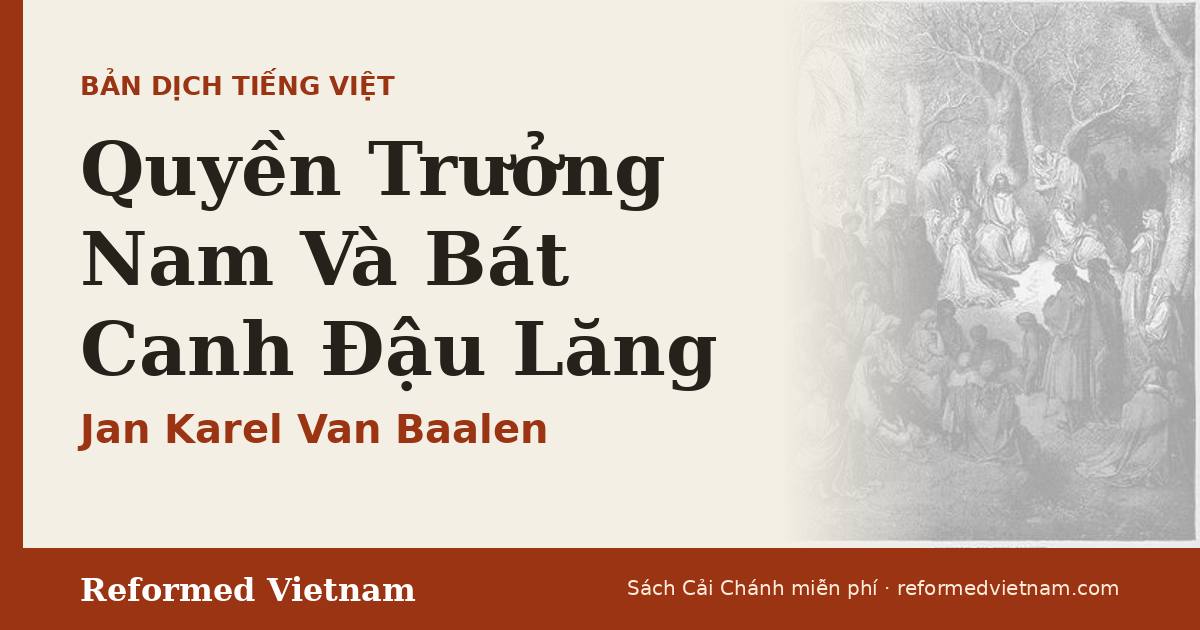 BẢN DỊCH TIẾNG VIỆT
Quyền Trưởng
Nam Và Bát
Canh Đậu Lăng
Jan Karel Van Baalen
Reformed Vietnam
Sách Cải Chánh miễn phí · reformedvietnam.com